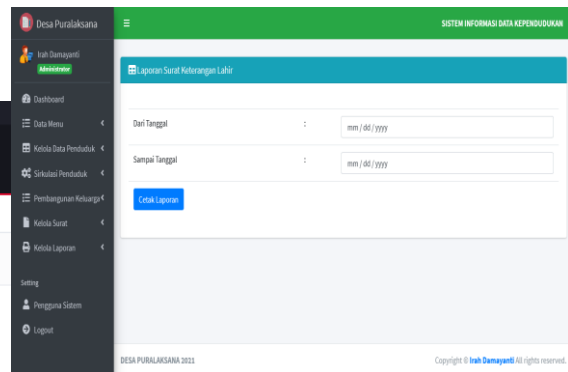 Desa Puralaksana
SISTEM INFORMASI DATA KEPENDUDUKAN
Irah Damayanti
Administrator
Dashboard
Data Menu
Kelola Data Penduduk
Sirkulasi Penduduk
Pembangunan Keluarga
Kelola Surat
Kelola Laporan
Setting
Pengguna Sistem
Logout
Laporan Surat Keterangan Lahir
Dari Tanggal : mm / dd / yyyy
Sampai Tanggal : mm / dd / yyyy
Cetak Laporan
DESA PURALAKSANA 2021
Copyright © Irah Damayanti All rights reserved.